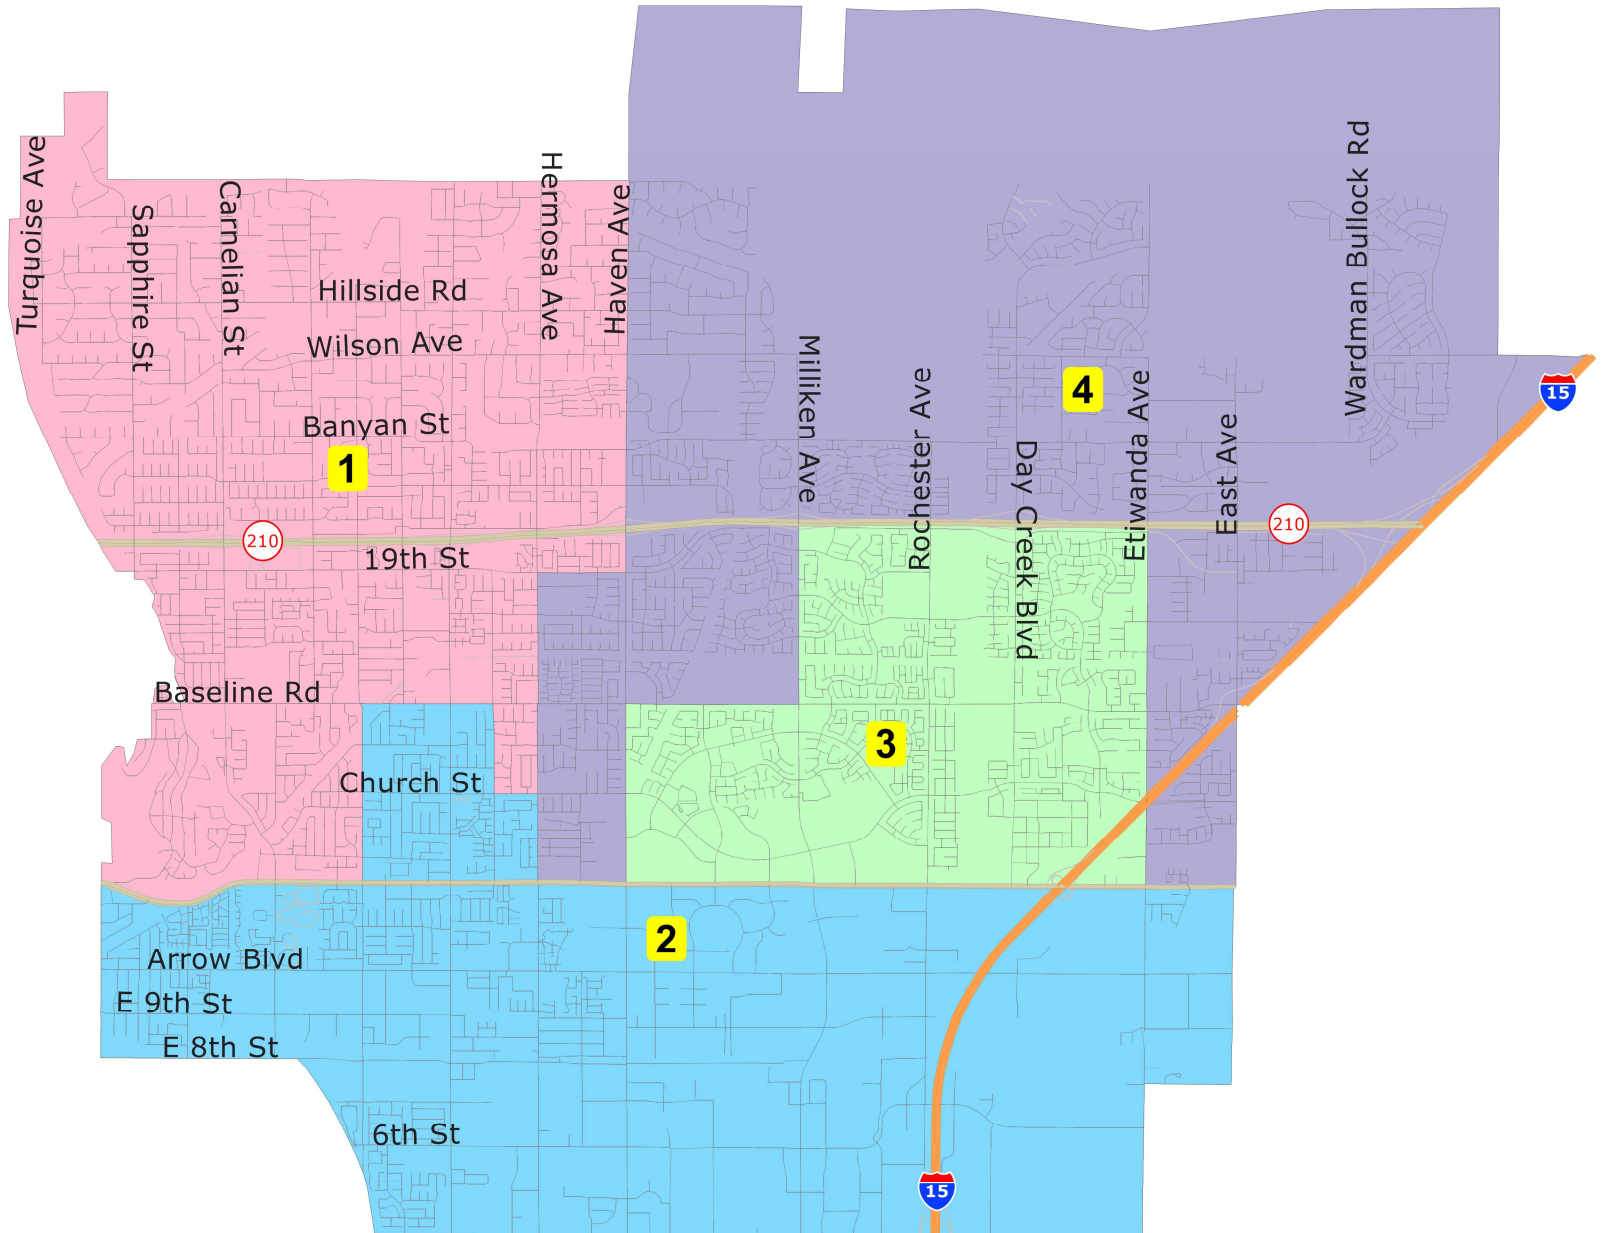 Turquoise Ave
Sapphire St
Carnelian St
Hermosa Ave
Haven Ave
Hillside Rd
Wilson Ave
Banyan St
1
210
19th St
Milliken Ave
Rochester Ave
Day Creek Blvd
4
Etiwanda Ave
East Ave
Wardman Bullock Rd
15
210
Baseline Rd
Church St
3
2
Arrow Blvd
E 9th St
E 8th St
6th St
15